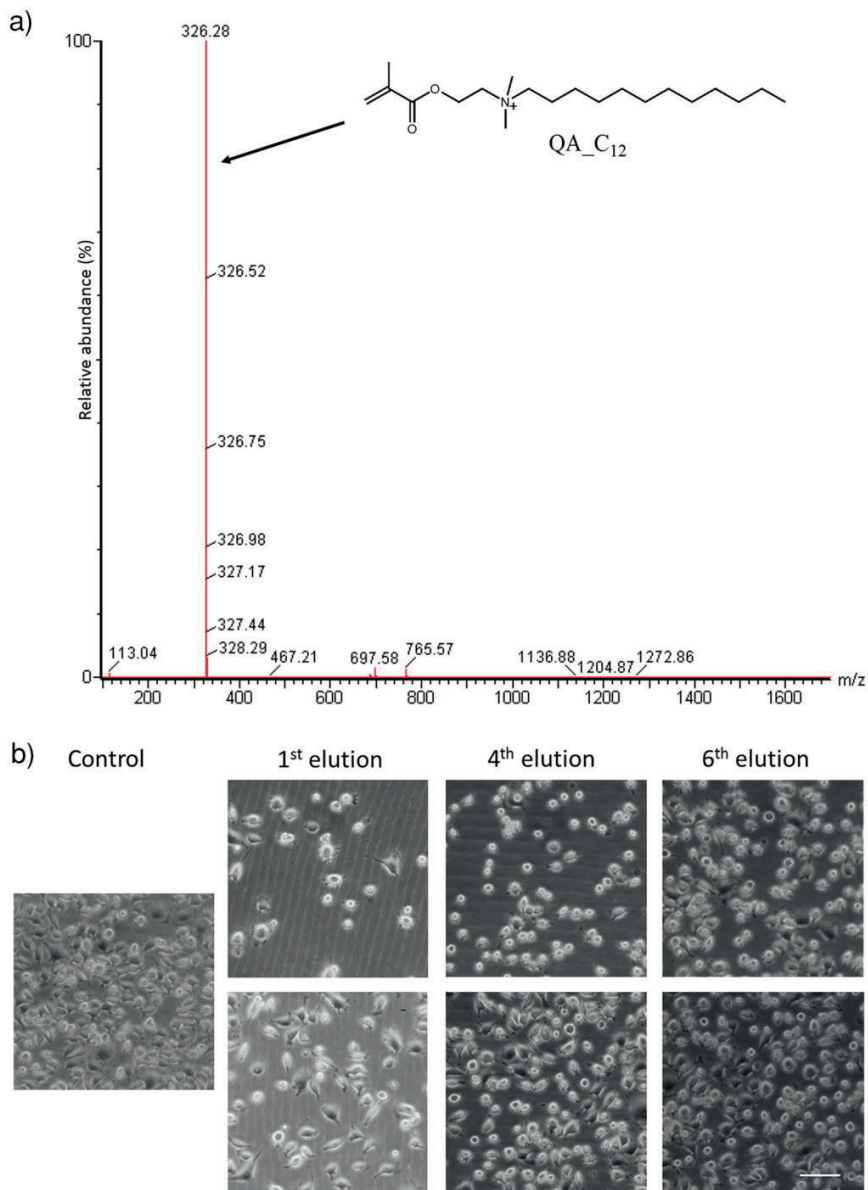 a)
100
326.28
O
O
N+
QA_C12
Relative abundance (%)
326.52
326.75
326.98
327.17
327.44
328.29
113.04
467.21
697.58
765.57
1136.88
1204.87
1272.86
0
m/z
200 400 600 800 1000 1200 1400 1600
b)
Control 1st elution 4th elution 6th elution